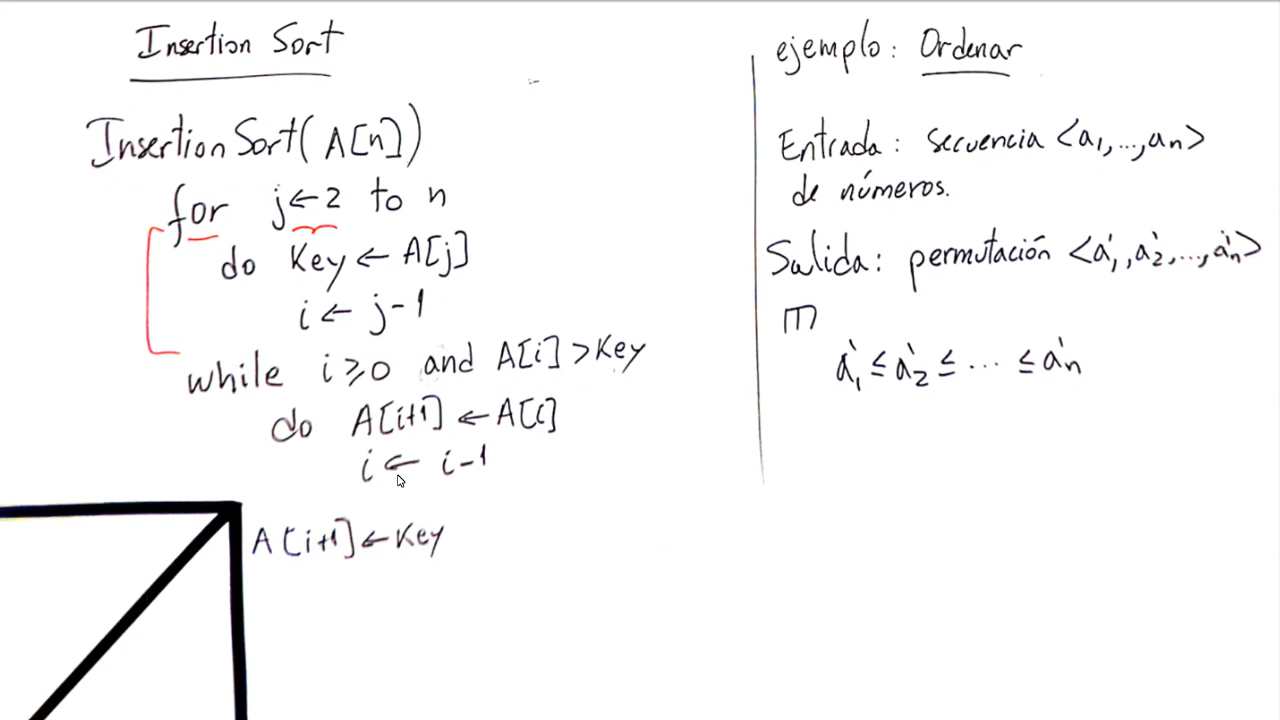 Insertion Sort
InsertionSort(A[n])
for j←2 to n
do Key ← A[j]
i ← j-1
while i≥0 and A[i]>Key
do A[i+1] ←A[i]
i← i-1
A[i+1]←Key
ejemplo: Ordenar
Entrada: secuencia <a1,...,an>
de números.
Salida: permutación <a'1,a'2,...,a'n>
a'1 ≤ a'2 ≤ ... ≤ a'n